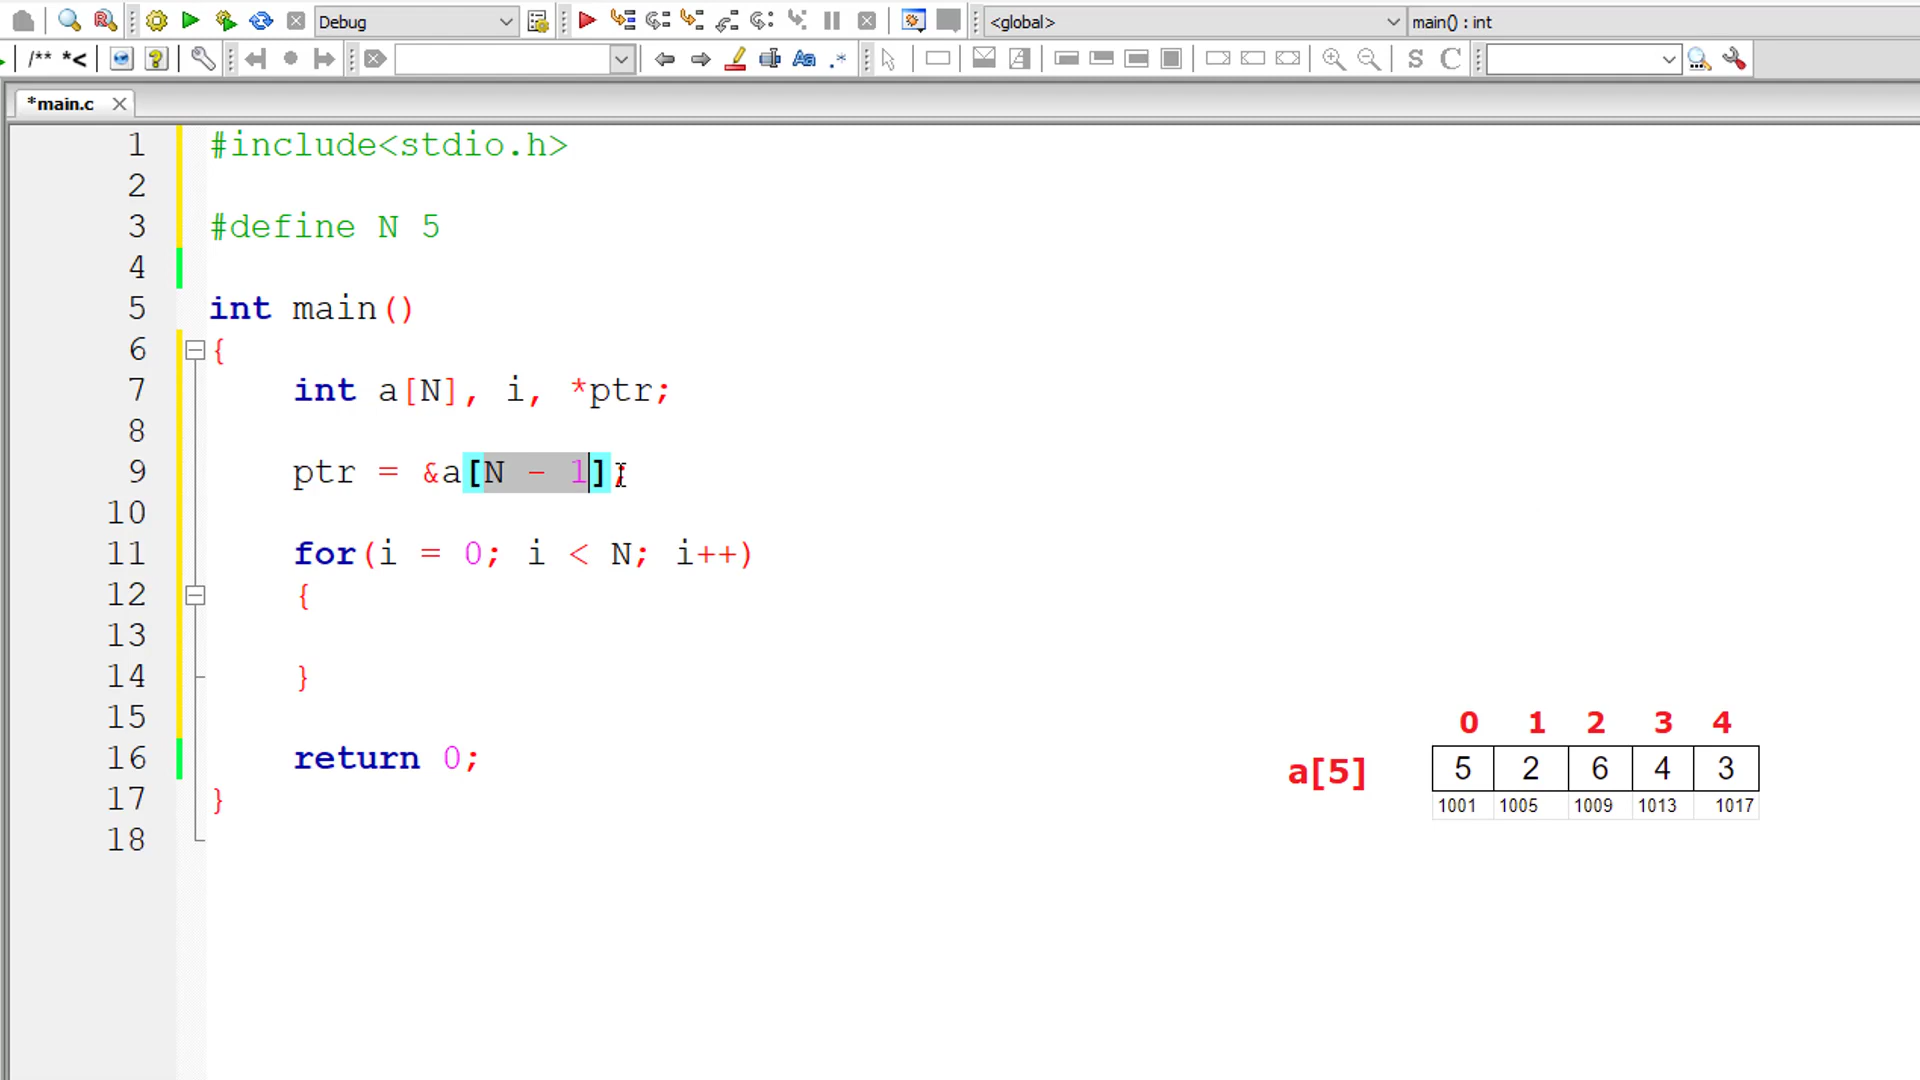 Debug
<global>
main() : int
/** *<
Aa
.*
S
C
*main.c
1 #include<stdio.h>
2
3 #define N 5
4
5 int main()
6 {
7 int a[N], i, *ptr;
8
9 ptr = &a[N - 1];
10
11 for(i = 0; i < N; i++)
12 {
13
14 }
15
16 return 0;
17 }
18
0 1 2 3 4
a[5] 5 2 6 4 3
1001 1005 1009 1013 1017